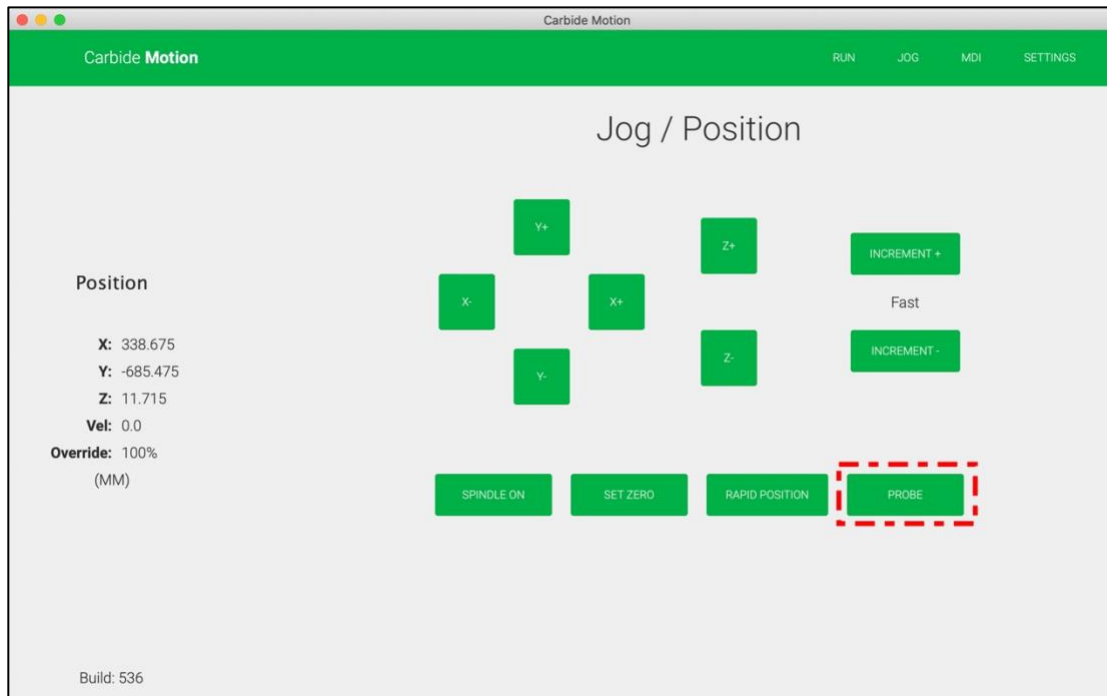 Carbide Motion
Carbide Motion
RUN JOG MDI SETTINGS
Jog / Position
Y+
X-
X+
Y-
Z+
Z-
INCREMENT +
Fast
INCREMENT -
Position
X: 338.675
Y: -685.475
Z: 11.715
Vel: 0.0
Override: 100%
(MM)
SPINDLE ON
SET ZERO
RAPID POSITION
PROBE
Build: 536